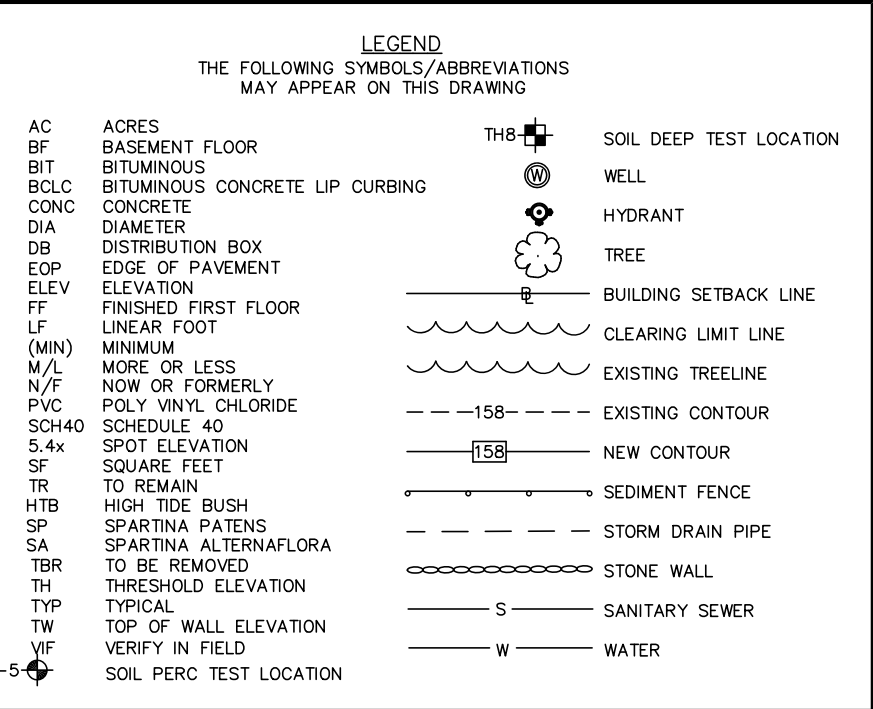 LEGEND
THE FOLLOWING SYMBOLS/ABBREVIATIONS
MAY APPEAR ON THIS DRAWING
AC ACRES
BF BASEMENT FLOOR
BIT BITUMINOUS
BCLC BITUMINOUS CONCRETE LIP CURBING
CONC CONCRETE
DIA DIAMETER
DB DISTRIBUTION BOX
EOP EDGE OF PAVEMENT
ELEV ELEVATION
FF FINISHED FIRST FLOOR
LF LINEAR FOOT
(MIN) MINIMUM
M/L MORE OR LESS
N/F NOW OR FORMERLY
PVC POLY VINYL CHLORIDE
SCH40 SCHEDULE 40
5.4x SPOT ELEVATION
SF SQUARE FEET
TR TO REMAIN
HTB HIGH TIDE BUSH
SP SPARTINA PATENS
SA SPARTINA ALTERNAFLORA
TBR TO BE REMOVED
TH THRESHOLD ELEVATION
TYP TYPICAL
TW TOP OF WALL ELEVATION
VIF VERIFY IN FIELD
-5 SOIL PERC TEST LOCATION
TH8 SOIL DEEP TEST LOCATION
W WELL
HYDRANT
TREE
BL BUILDING SETBACK LINE
CLEARING LIMIT LINE
EXISTING TREELINE
158 EXISTING CONTOUR
158 NEW CONTOUR
SEDIMENT FENCE
STORM DRAIN PIPE
STONE WALL
S SANITARY SEWER
W WATER